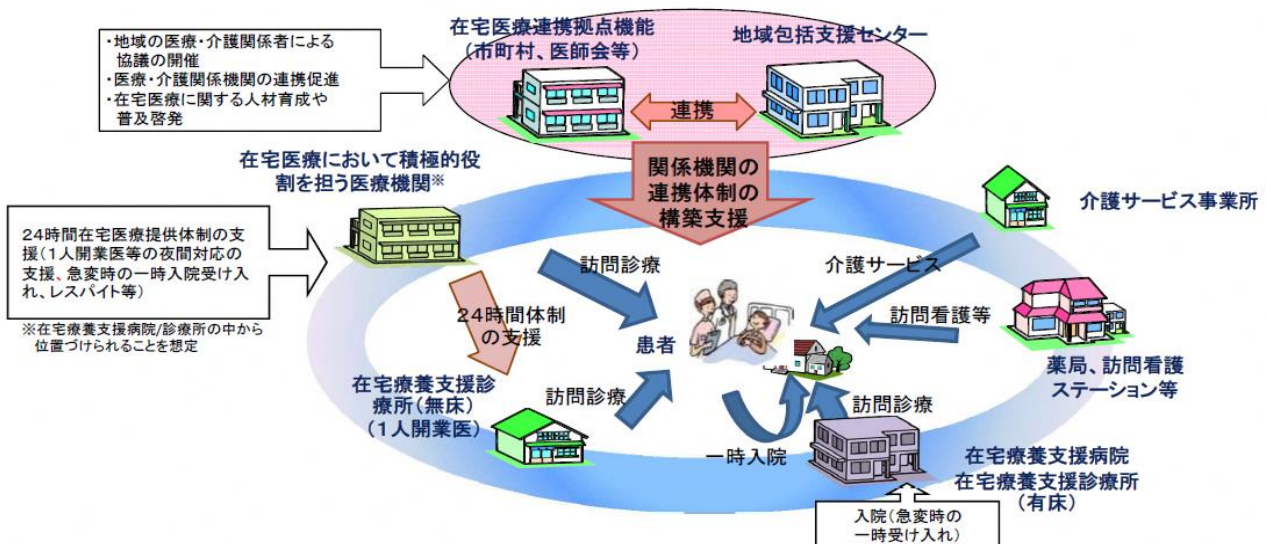 在宅医療連携拠点機能
(市町村、医師会等)
地域包括支援センター
・地域の医療・介護関係者による
協議の開催
・医療・介護関係機関の連携促進
・在宅医療に関する人材育成や
普及啓発
連携
在宅医療において積極的役
割を担う医療機関※
関係機関の
連携体制の
構築支援
介護サービス事業所
24時間在宅医療提供体制の支
援(1人開業医等の夜間対応の
支援、急変時の一時入院受け入
れ、レスパイト等)
※在宅療養支援病院/診療所の中から
位置づけられることを想定
訪問診療
介護サービス
24時間体制
の支援
患者
訪問看護等
薬局、訪問看護
ステーション等
在宅療養支援診
療所(無床)
(1人開業医)
訪問診療
訪問診療
一時入院
在宅療養支援病院
在宅療養支援診療所
(有床)
入院(急変時の
一時受け入れ)